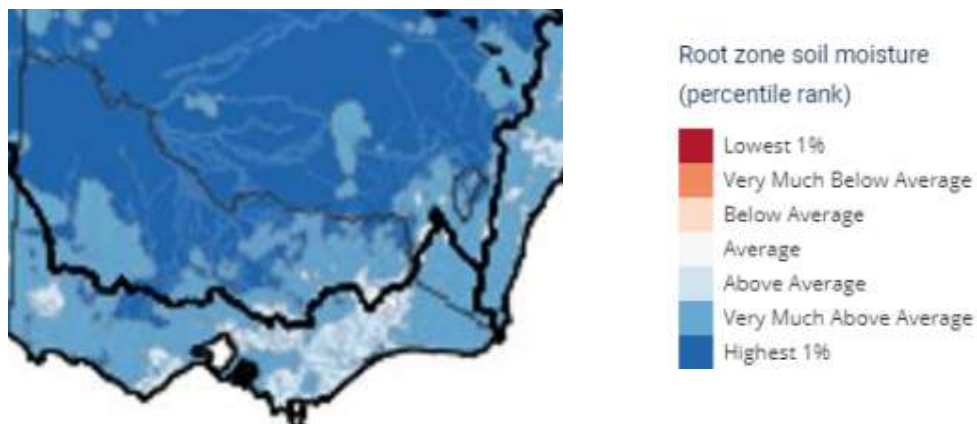 Root zone soil moisture
(percentile rank)
Lowest 1%
Very Much Below Average
Below Average
Average
Above Average
Very Much Above Average
Highest 1%